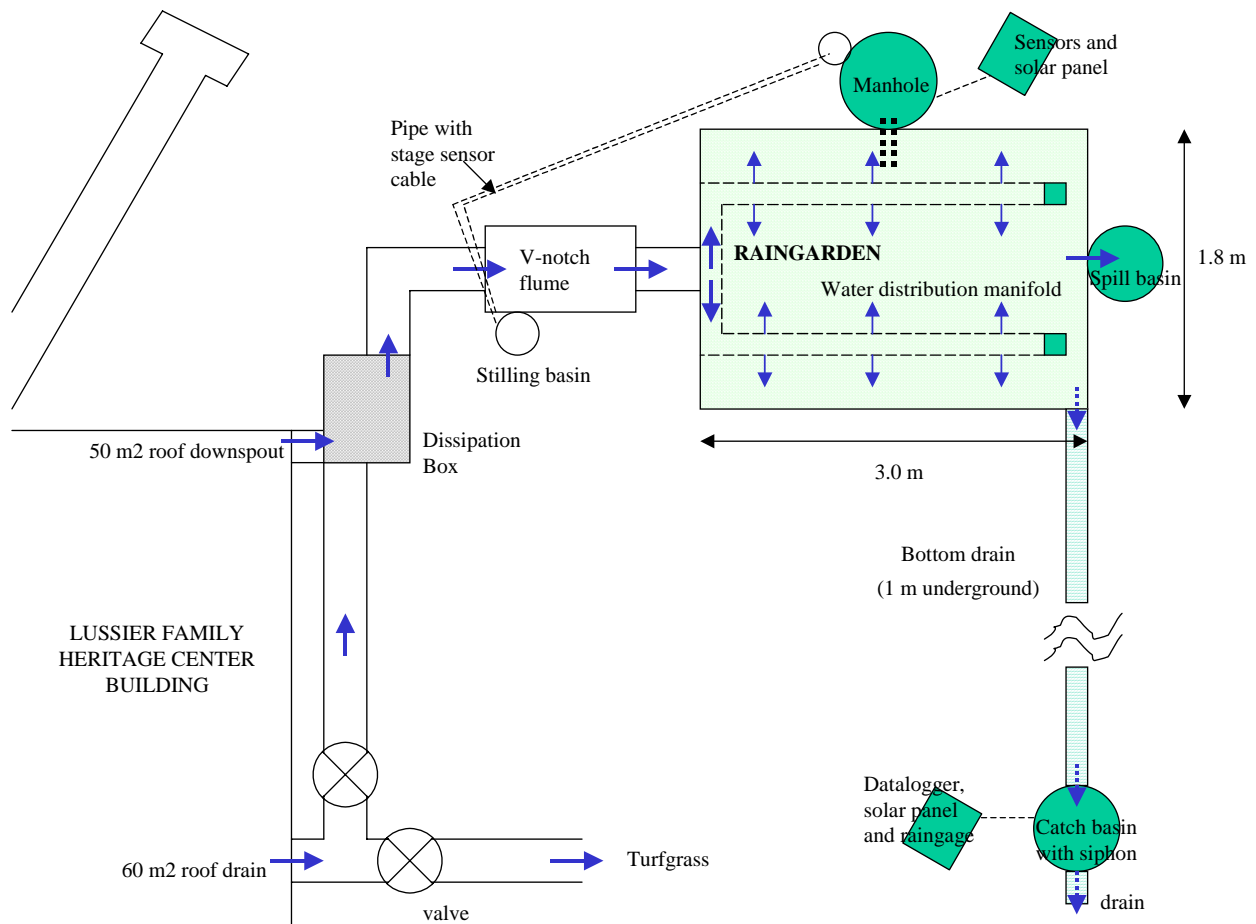 Sensors and
solar panel
Manhole
Pipe with
stage sensor
cable
V-notch
flume
RAINGARDEN
Water distribution manifold
Spill basin
1.8 m
Stilling basin
50 m2 roof downspout
Dissipation
Box
3.0 m
Bottom drain
(1 m underground)
LUSSIER FAMILY
HERITAGE CENTER
BUILDING
Datalogger,
solar panel
and raingage
Catch basin
with siphon
60 m2 roof drain
Turfgrass
valve
drain